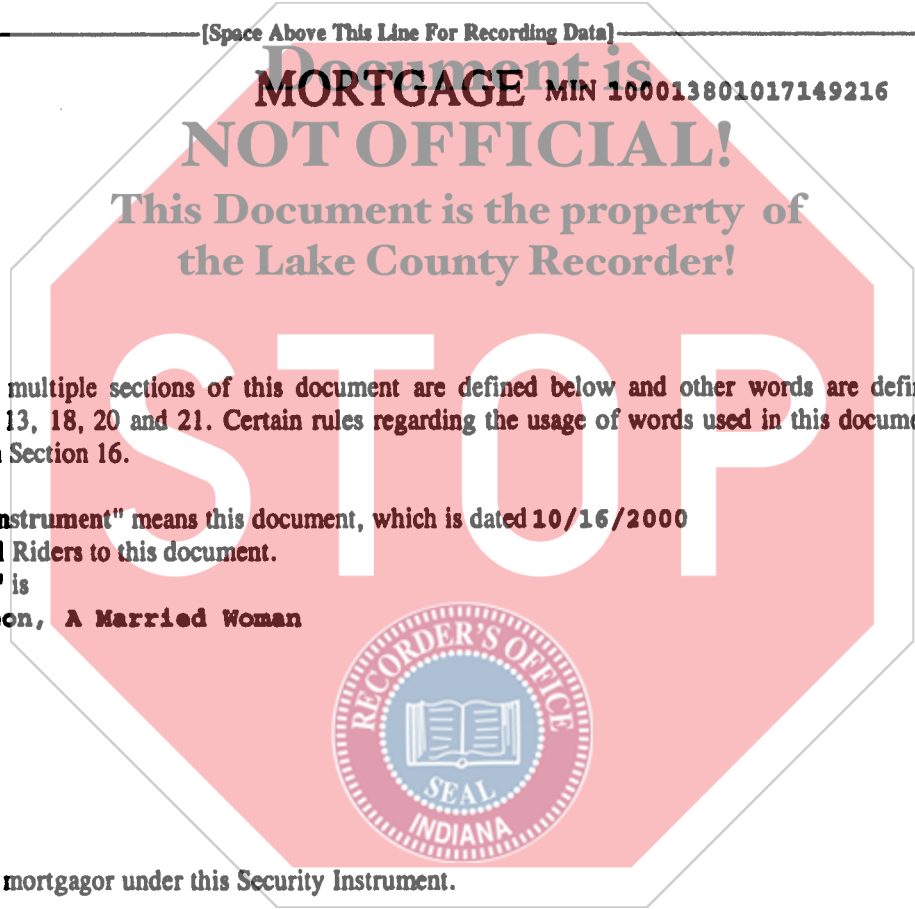 [Space Above This Line For Recording Data]
Document is
MORTGAGE MIN 100013801017149216
NOT OFFICIAL!
This Document is the property of
the Lake County Recorder!
STOP
multiple sections of this document are defined below and other words are defi
13, 18, 20 and 21. Certain rules regarding the usage of words used in this docume
Section 16.
nstrument" means this document, which is dated 10/16/2000
Riders to this document.
" is
on, A Married Woman
RECORDER'S OFFICE
SEAL
INDIANA
mortgagor under this Security Instrument.